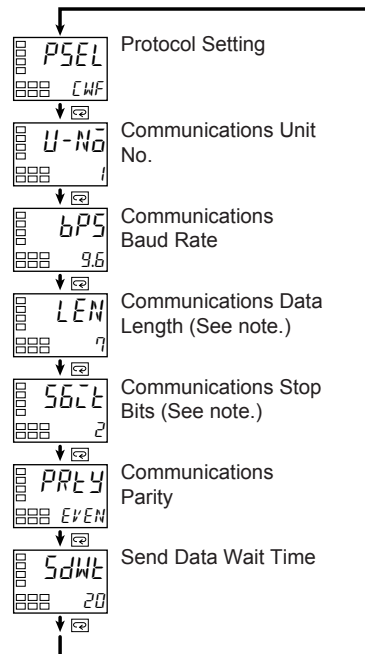 PSEL
CWF
Protocol Setting
U-No
1
Communications Unit
No.
bPS
9.6
Communications
Baud Rate
LEN
7
Communications Data
Length (See note.)
Sbit
2
Communications Stop
Bits (See note.)
PRtY
EVEN
Communications
Parity
SdWt
20
Send Data Wait Time